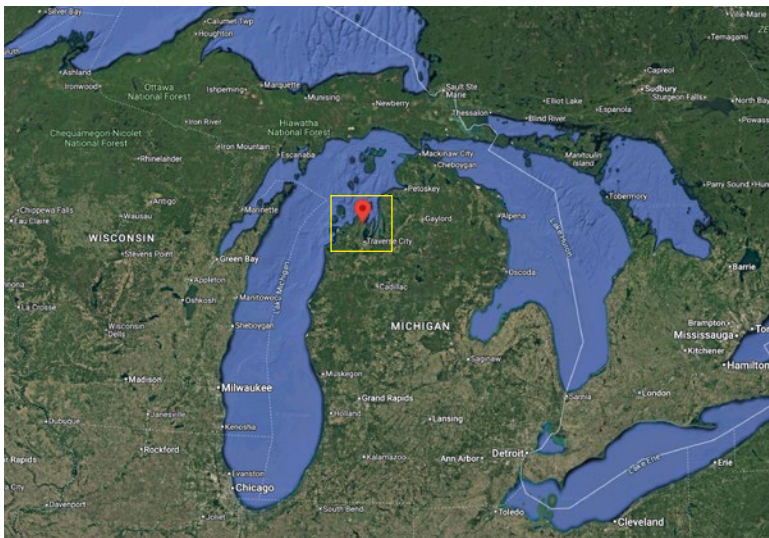 Silver Bay
Calumet Twp
Houghton
Ville-Marie
Temagami
Ashland
Ironwood
Ottawa
National Forest
Ishpeming
Marquette
Munising
Newberry
Sault Ste
Marie
Thessalon
Elliot Lake
Blind River
Espanola
Capreol
Sudbury
Sturgeon Falls
North Bay
Powass
Chequamegon Nicolet
National Forest
Iron River
Hiawatha
National Forest
Iron Mountain
Escanaba
Rhinelander
Mackinaw City
Cheboygan
Manitoulin
Island
Petoskey
Tobermory
Parry Sound
Hun
Antigo
Marinette
Chippewa Falls
Eau Claire
Wausau
Gaylord
Alpena
Lake Huron
WISCONSIN
Stevens Point
Green Bay
Traverse City
Barrie
Appleton
Oshkosh
Manitowoc
Lake Michigan
Cadillac
Oscoda
La Crosse
Wisconsin
Dells
Sheboygan
MICHIGAN
Brampton
Mississauga
Kitchener
Hamilton
Saginaw
Muskegon
Madison
Milwaukee
Grand Rapids
Sarnia
London
Dubuque
Janesville
Kenosha
Holland
Lansing
Rockford
Kalamazoo
Ann Arbor
Detroit
Lake Erie
Erie
ar Rapids
Evanston
Chicago
Davenport
Joliet
South Bend
Toledo
Cleveland